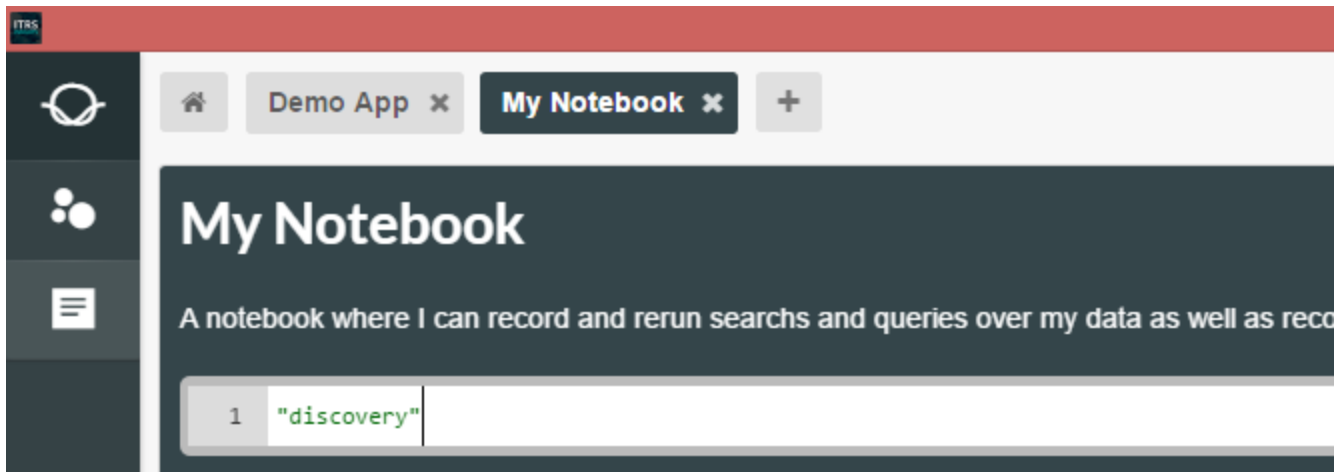 ITRS
Demo App
My Notebook
+
My Notebook
A notebook where I can record and rerun searchs and queries over my data as well as reco
1 "discovery"